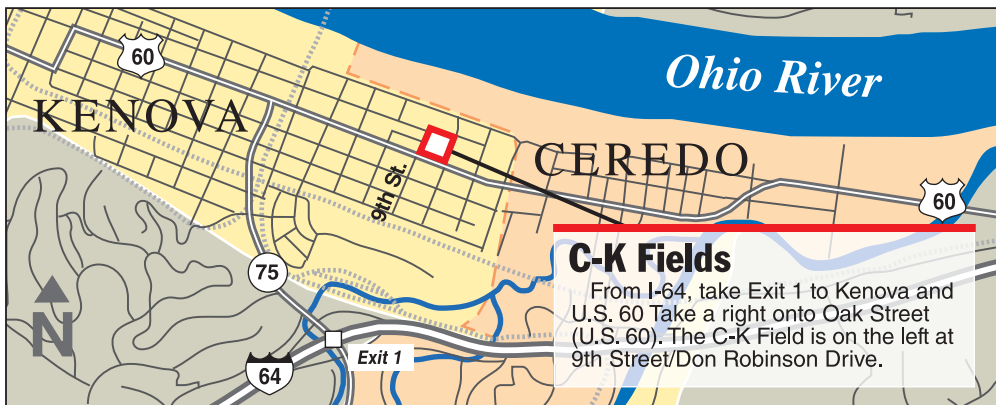 60
KENOVA
Ohio River
CEREDO
9th St.
60
C-K Fields
From I-64, take Exit 1 to Kenova and
U.S. 60 Take a right onto Oak Street
(U.S. 60). The C-K Field is on the left at
9th Street/Don Robinson Drive.
75
N
Exit 1
64